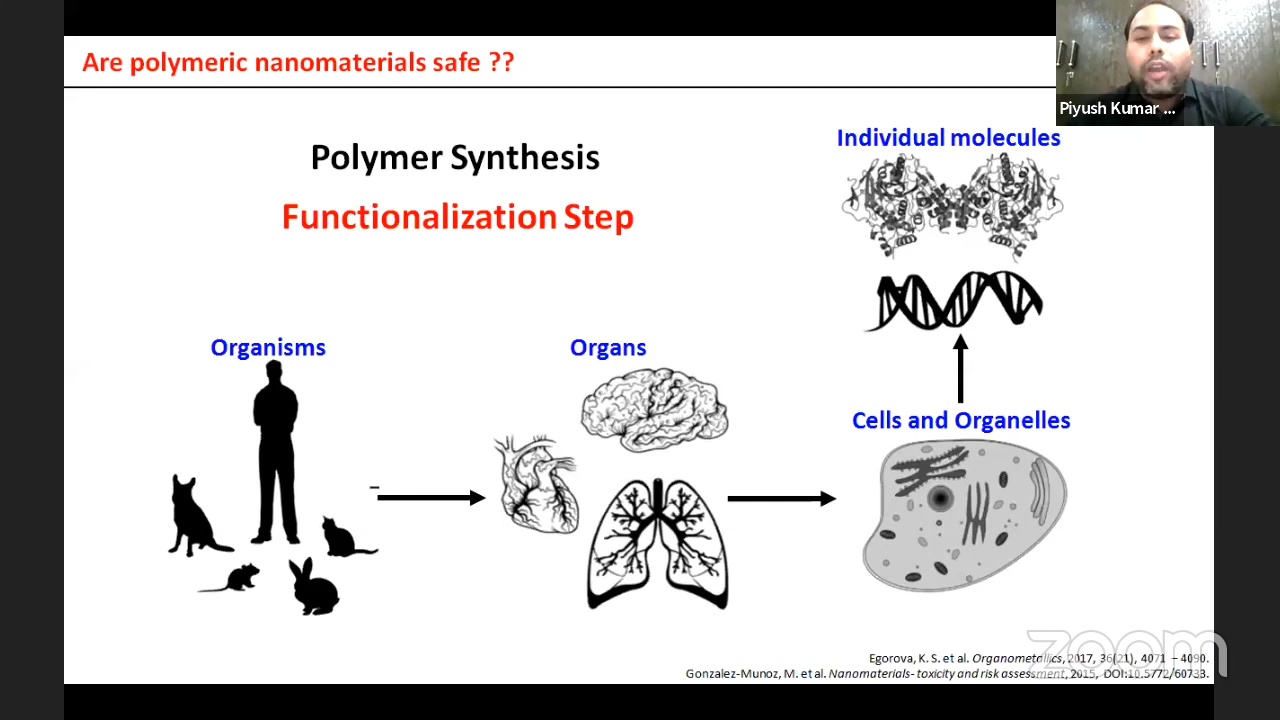 Are polymeric nanomaterials safe ??
Piyush Kumar ...
Polymer Synthesis
Functionalization Step
Individual molecules
Organisms
Organs
Cells and Organelles
zoom
Egorova, K. S. et al. Organometallics, 2017, 36(21), 4071 – 4090.
Gonzalez-Munoz, M. et al. Nanomaterials- toxicity and risk assessment, 2015, DOI:10.5772/60733.